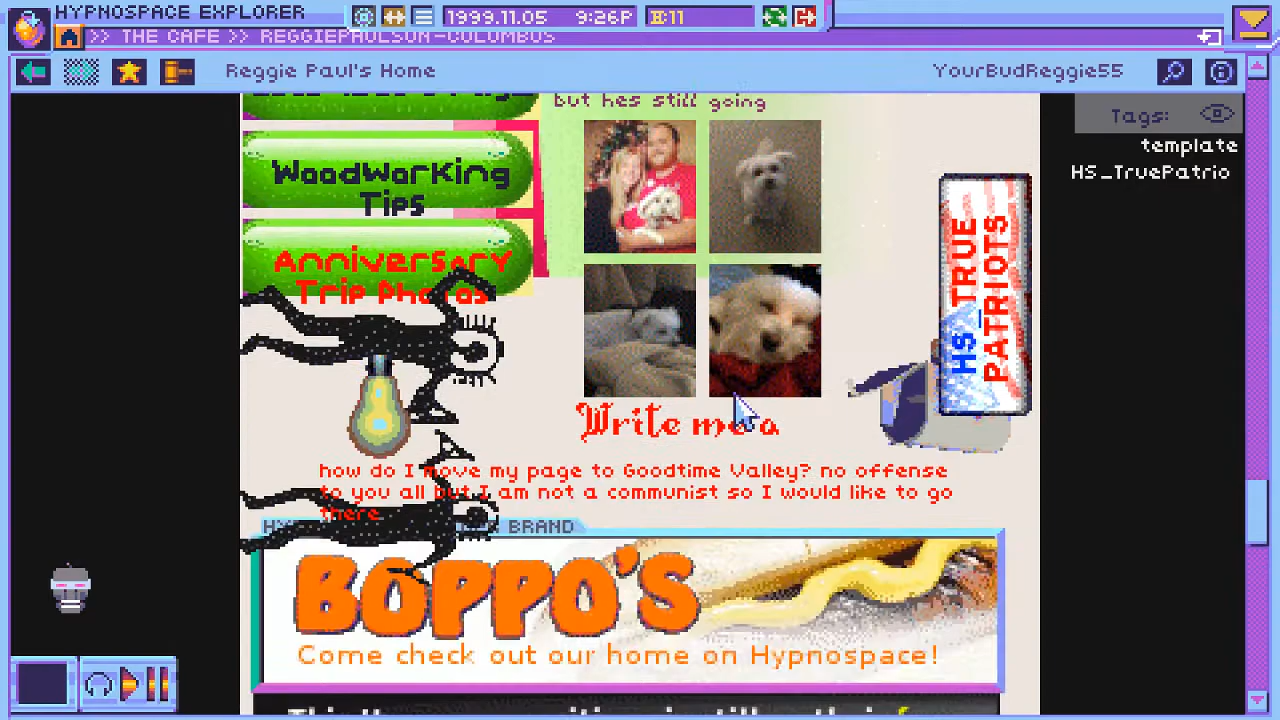 HYPNOSPACE EXPLORER
1999.11.05 9:26P
:11
>> THE CAFE >> REGGIEPAULSON-COLUMBUS
Reggie Paul's Home
YourBudReggie55
Tags:
template
HS_TruePatrio
but hes still going
WoodWorking
Tips
Anniversary
Trip Photos
HS_TRUE
PATRIOTS
Write me a
how do I move my page to Goodtime Valley? no offense
to you all but I am not a communist so I would like to go
there
BRAND
BOPPO'S
Come check out our home on Hypnospace!